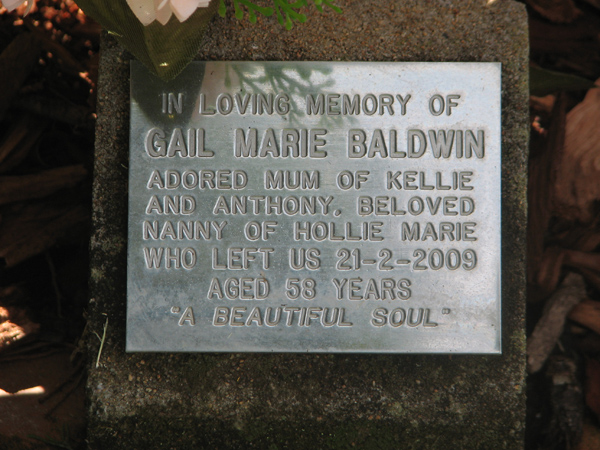 IN LOVING MEMORY OF
GAIL MARIE BALDWIN
ADORED MUM OF KELLIE
AND ANTHONY, BELOVED
NANNY OF HOLLIE MARIE
WHO LEFT US 21-2-2009
AGED 58 YEARS
"A BEAUTIFUL SOUL"